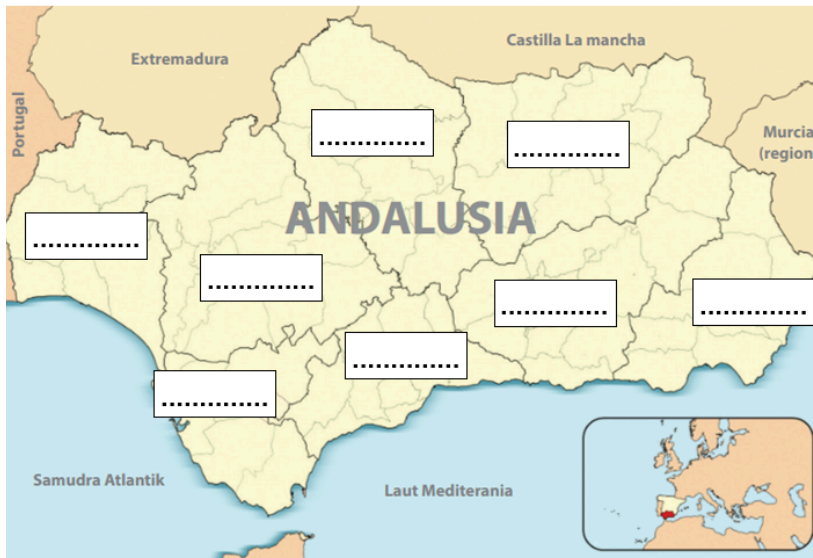 Castilla La mancha
Extremadura
Portugal
Murcia
(region
..............
..............
ANDALUSIA
..............
..............
..............
..............
..............
..............
Samudra Atlantik
Laut Mediterania